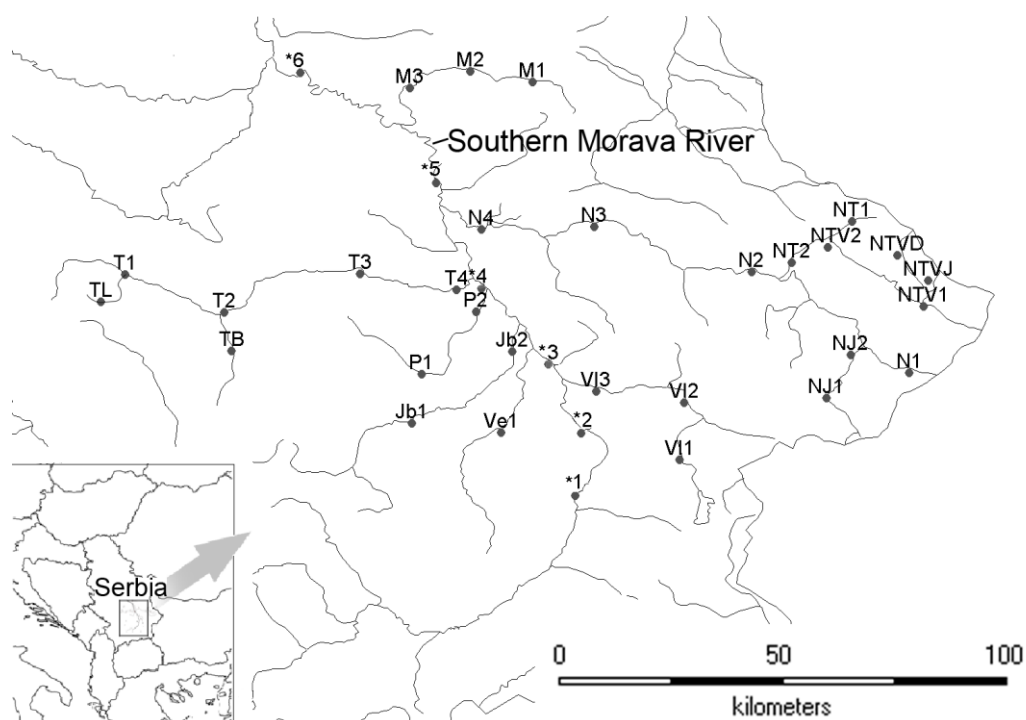 *6
M3
M2
M1
Southern Morava River
*5
N4
N3
NT1
NTV2
NTVD
NT2
N2
NTVJ
NTV1
T1
TL
T2
TB
T3
T4
*4
P2
P1
Jb2
*3
Jb1
Ve1
Vl3
*2
Vl2
Vl1
*1
NJ2
NJ1
N1
Serbia
0
50
100
kilometers